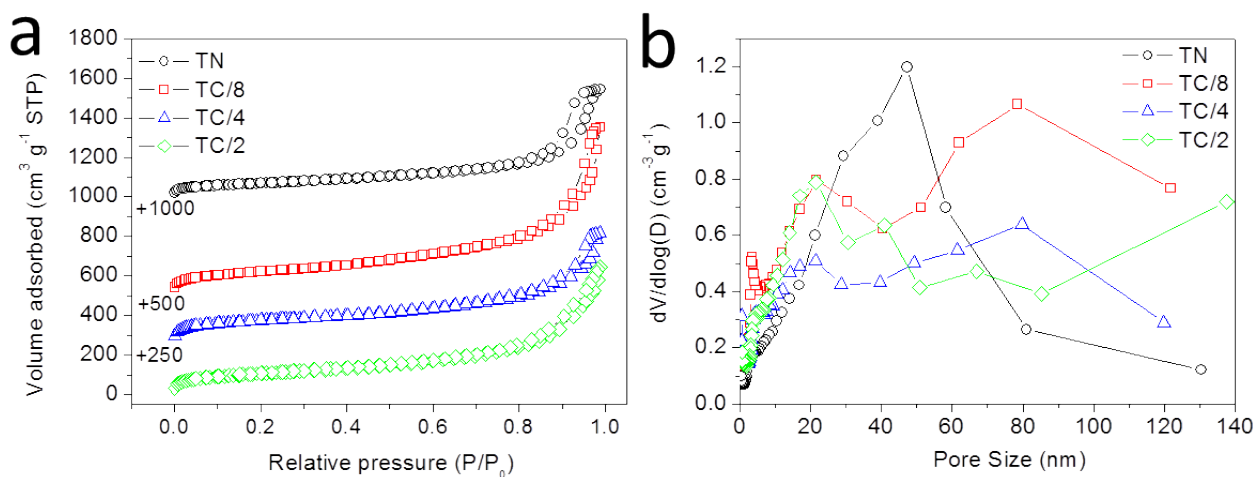 a
1800
1600
1400
1200
1000
800
600
400
200
0
Volume adsorbed (cm³ g⁻¹ STP)
TN
TC/8
TC/4
TC/2
+1000
+500
+250
0.0 0.2 0.4 0.6 0.8 1.0
Relative pressure (P/P₀)
b
1.2
1.0
0.8
0.6
0.4
0.2
0.0
dV/dlog(D) (cm⁻³ g⁻¹)
TN
TC/8
TC/4
TC/2
0 20 40 60 80 100 120 140
Pore Size (nm)